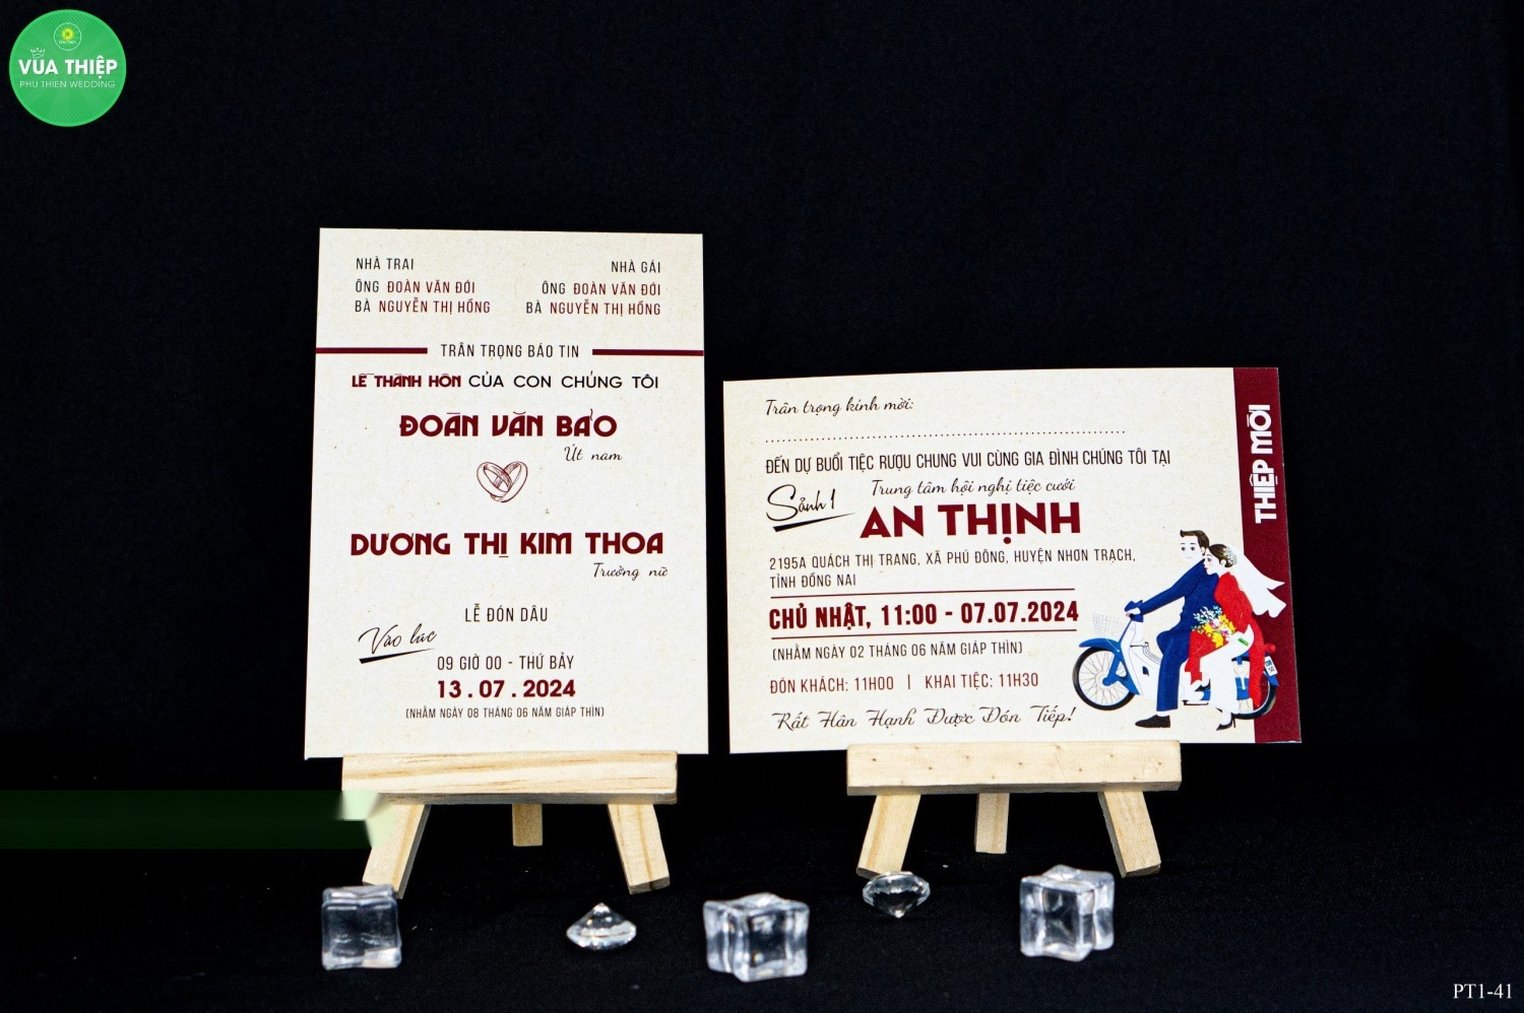 VUA THIỆP
PHU THIEN WEDDING
NHÀ TRAI
ÔNG ĐOÀN VĂN ĐỚI
BÀ NGUYỄN THỊ HỒNG
NHÀ GÁI
ÔNG ĐOÀN VĂN ĐỚI
BÀ NGUYỄN THỊ HỒNG
TRÂN TRỌNG BÁO TIN
LỄ THÀNH HÔN CỦA CON CHÚNG TÔI
ĐOÀN VĂN BẢO
Út nam
DƯƠNG THỊ KIM THOA
Trưởng nữ
LỄ ĐÓN DÂU
Vào lúc
09 GIỜ 00 - THỨ BẢY
13.07.2024
(NHẰM NGÀY 08 THÁNG 06 NĂM GIÁP THÌN)
Trân trọng kính mời:
ĐẾN DỰ BUỔI TIỆC RƯỢU CHUNG VUI CÙNG GIA ĐÌNH CHÚNG TÔI TẠI
Trung tâm hội nghị tiệc cưới
Sảnh 1
AN THỊNH
2195A QUÁCH THỊ TRANG, XÃ PHÚ ĐÔNG, HUYỆN NHƠN TRẠCH,
TỈNH ĐỒNG NAI
CHỦ NHẬT, 11:00 - 07.07.2024
(NHẰM NGÀY 02 THÁNG 06 NĂM GIÁP THÌN)
ĐÓN KHÁCH: 11H00 | KHAI TIỆC: 11H30
Rất Hân Hạnh Được Đón Tiếp!
THIỆP MỜI
PT1-41